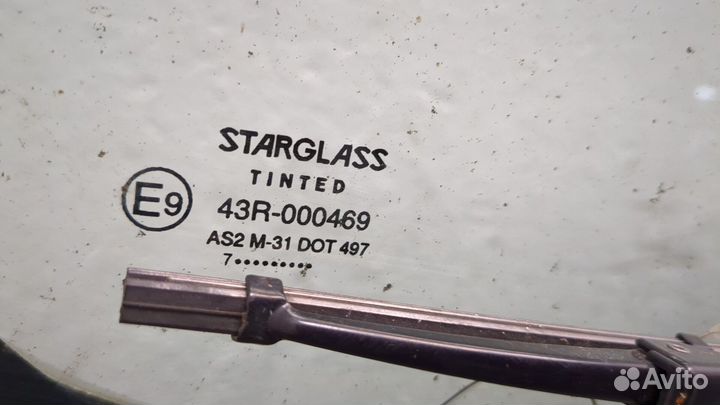 STARGLASS
TINTED
E9 43R-000469
AS2 M-31 DOT 497
7•••••••••
Avito